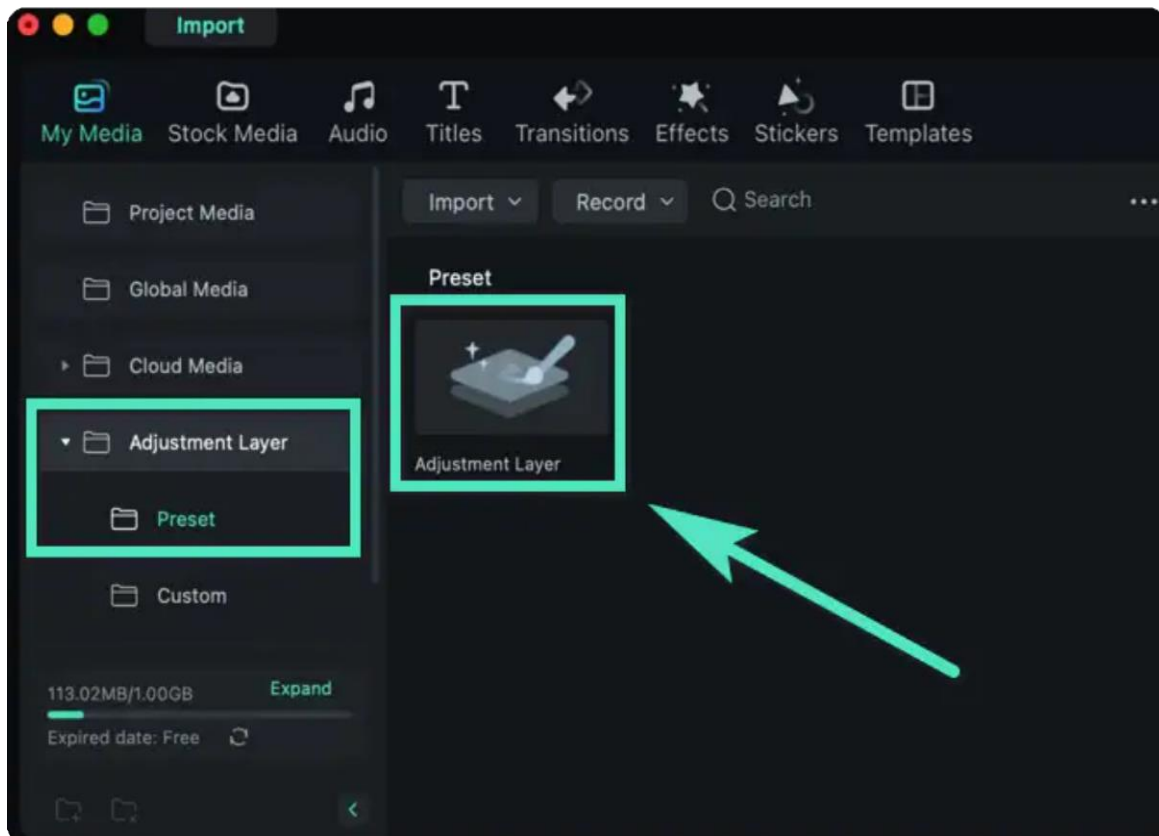 Import
My Media Stock Media Audio Titles Transitions Effects Stickers Templates
Project Media
Global Media
Cloud Media
Adjustment Layer
Preset
Custom
113.02MB/1.00GB Expand
Expired date: Free
Import Record Search
Preset
Adjustment Layer